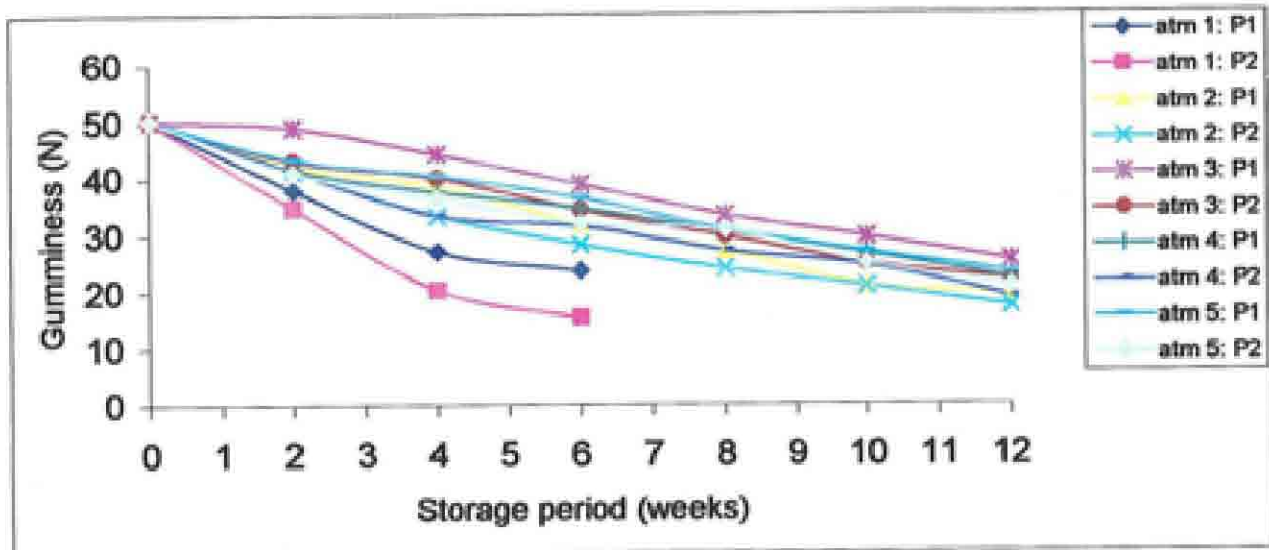 Gumminess (N)
60
50
40
30
20
10
0
0 1 2 3 4 5 6 7 8 9 10 11 12
Storage period (weeks)
atm 1: P1
atm 1: P2
atm 2: P1
atm 2: P2
atm 3: P1
atm 3: P2
atm 4: P1
atm 4: P2
atm 5: P1
atm 5: P2